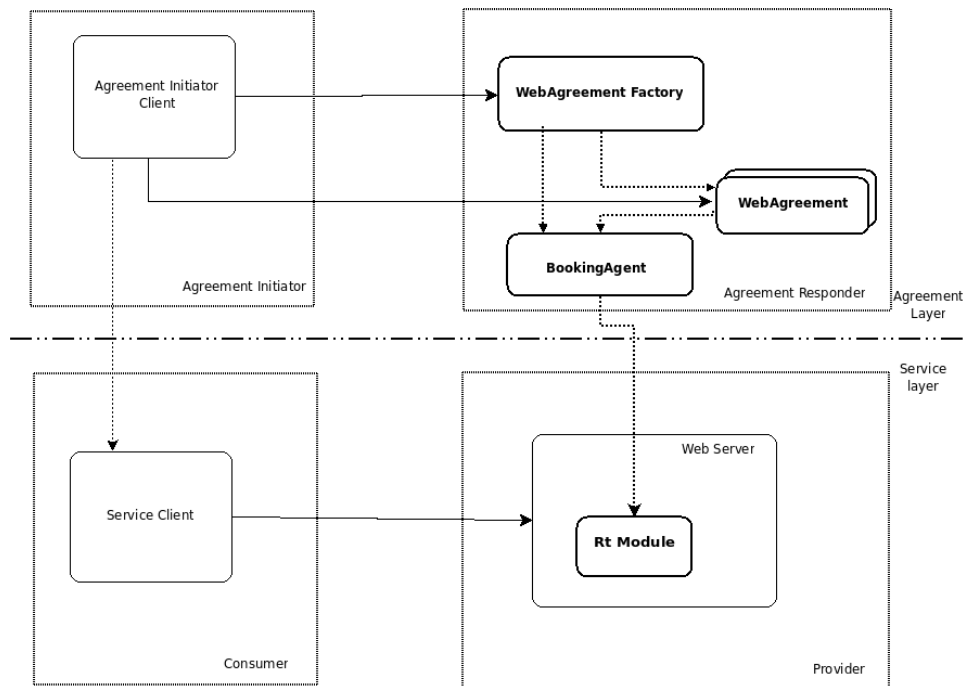 Agreement Initiator
Client
WebAgreement Factory
WebAgreement
BookingAgent
Agreement Initiator
Agreement Responder
Agreement
Layer
Service
layer
Web Server
Service Client
Rt Module
Consumer
Provider